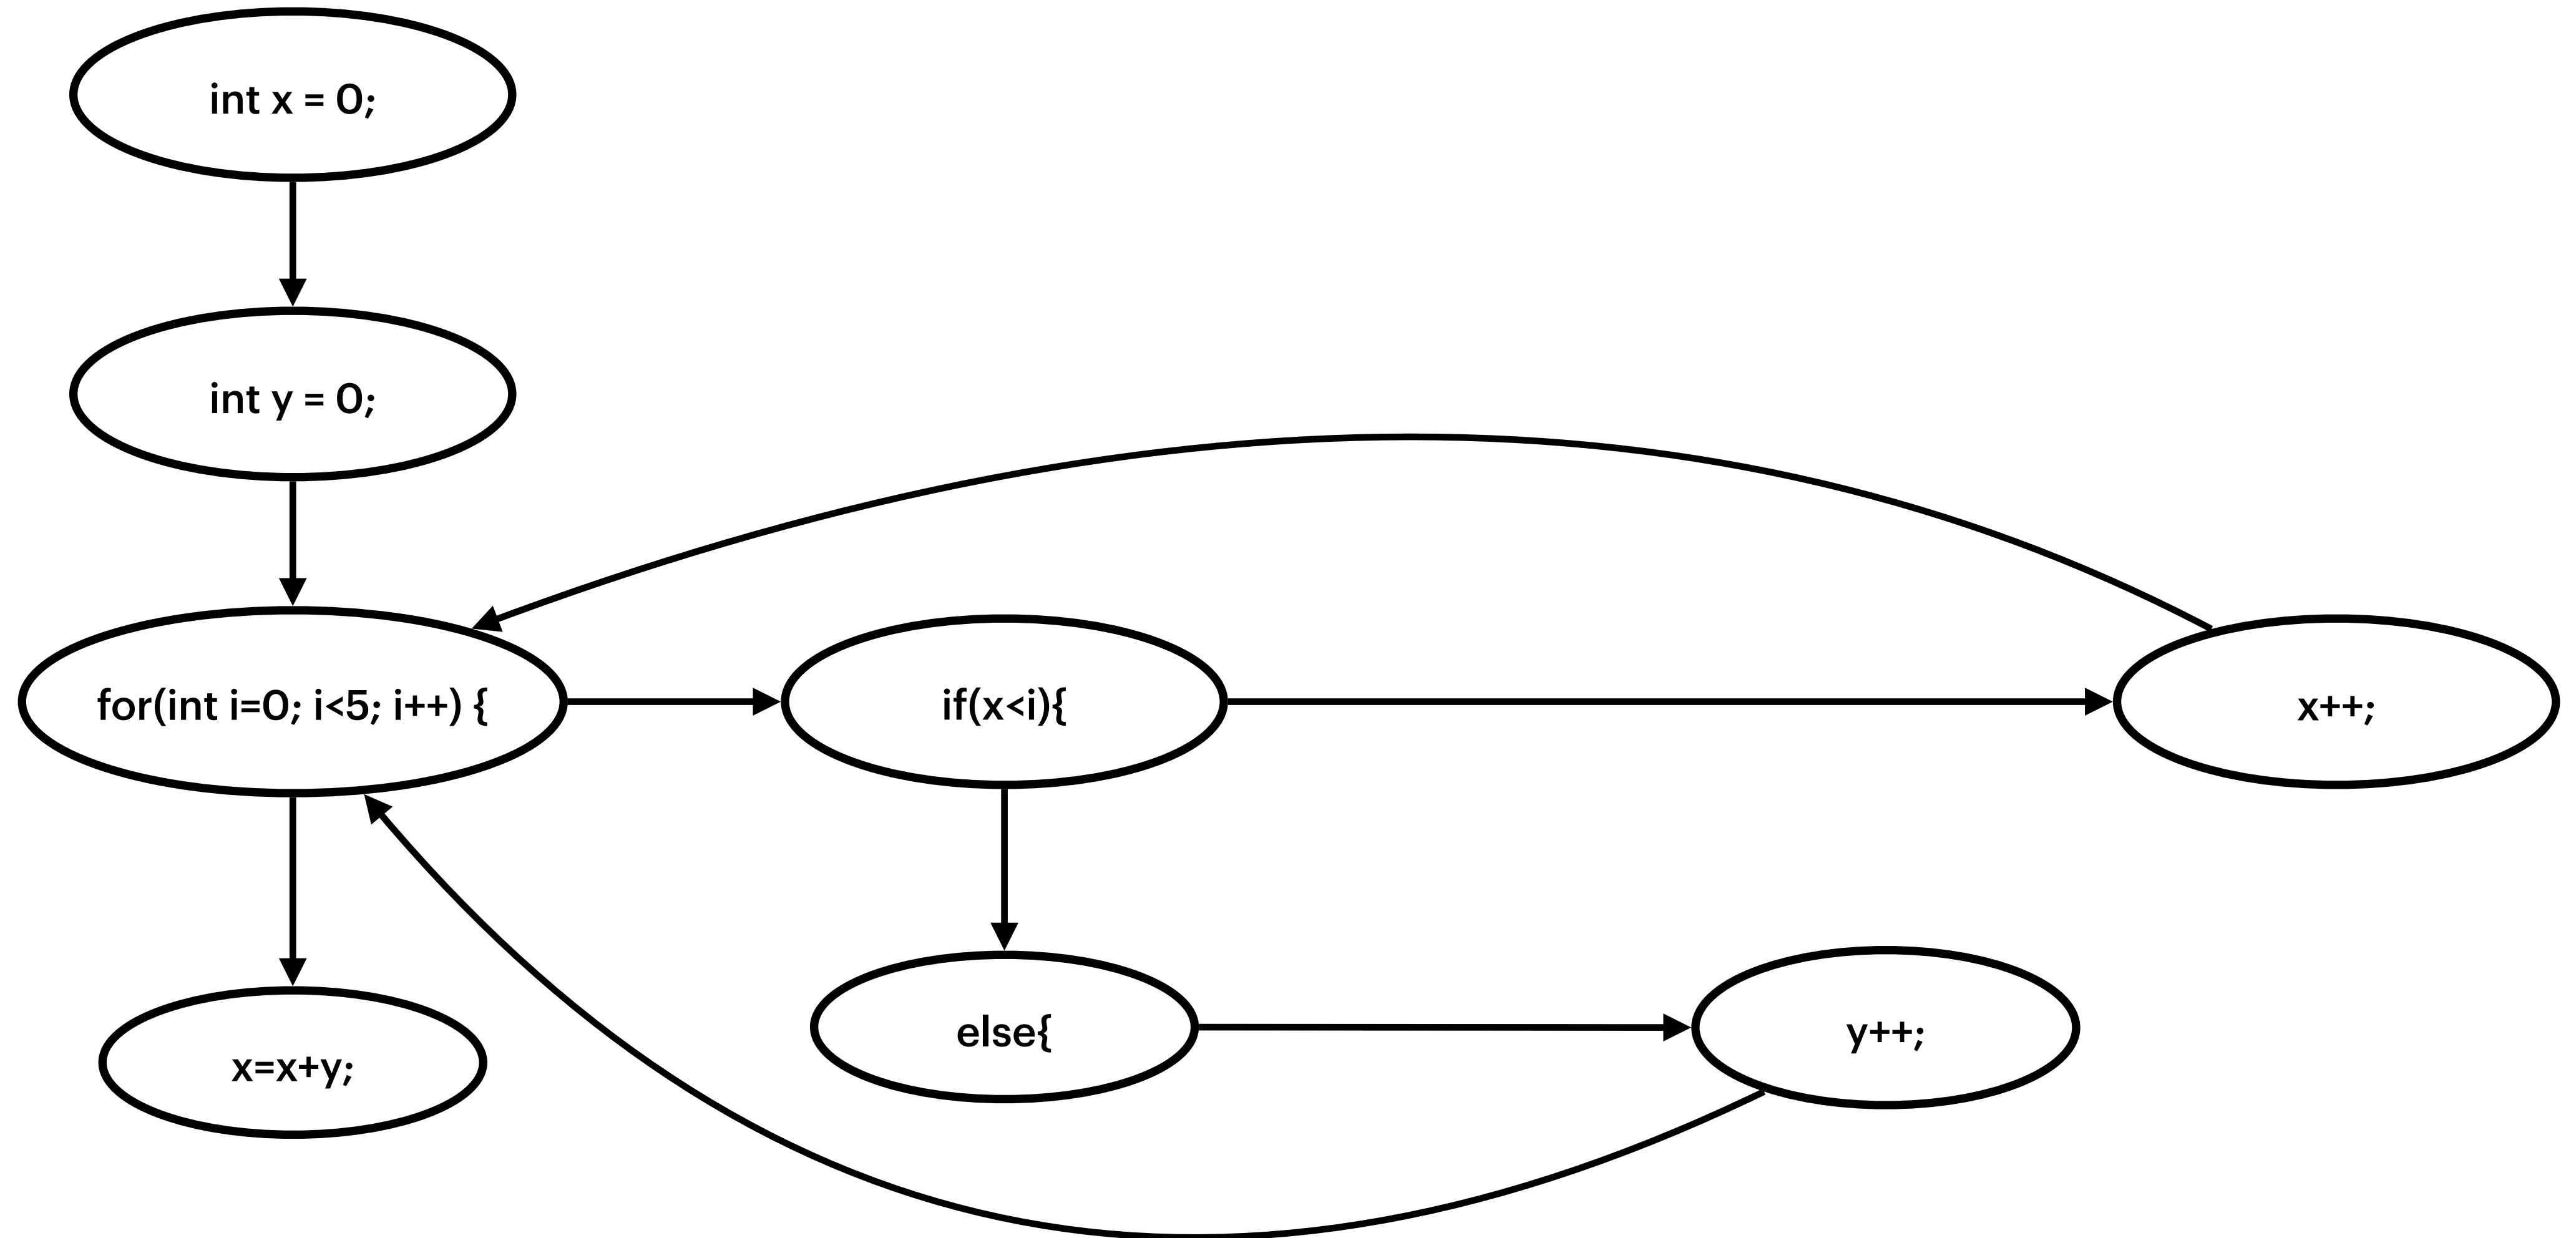 int x = 0;
int y = 0;
for(int i=0; i<5; i++) {
if(x<i){
x++;
else{
y++;
x=x+y;